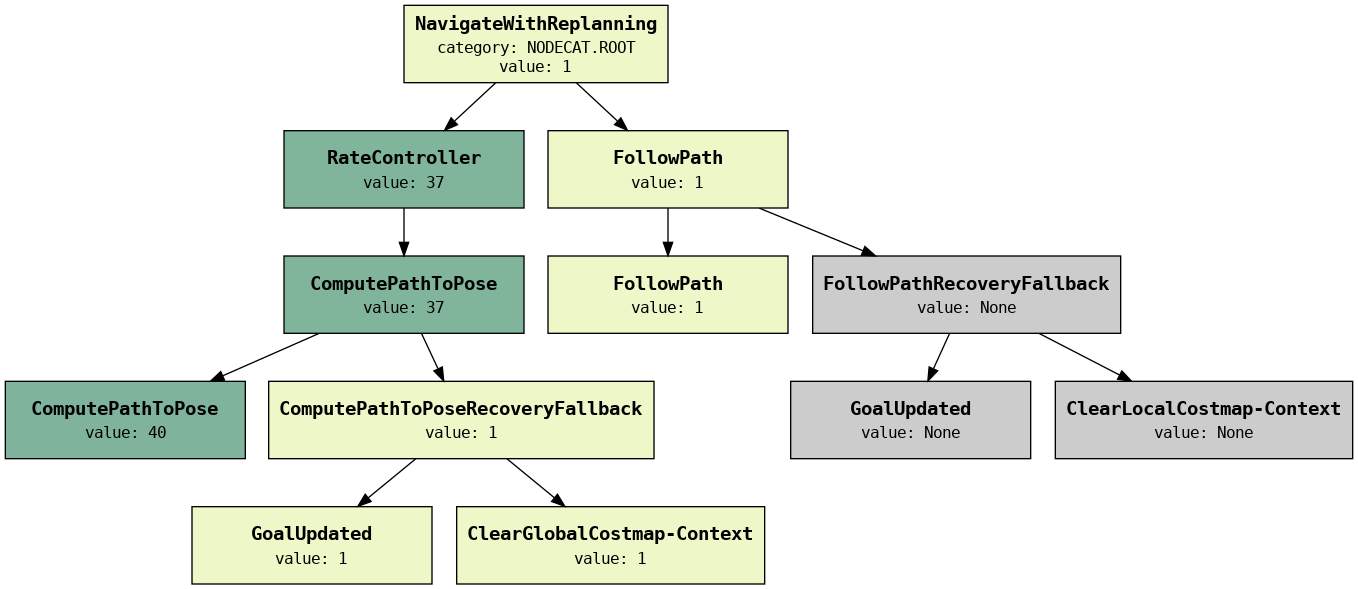 NavigateWithReplanning
category: NODECAT.ROOT
value: 1
RateController
value: 37
FollowPath
value: 1
ComputePathToPose
value: 37
FollowPath
value: 1
FollowPathRecoveryFallback
value: None
ComputePathToPose
value: 40
ComputePathToPoseRecoveryFallback
value: 1
GoalUpdated
value: None
ClearLocalCostmap-Context
value: None
GoalUpdated
value: 1
ClearGlobalCostmap-Context
value: 1